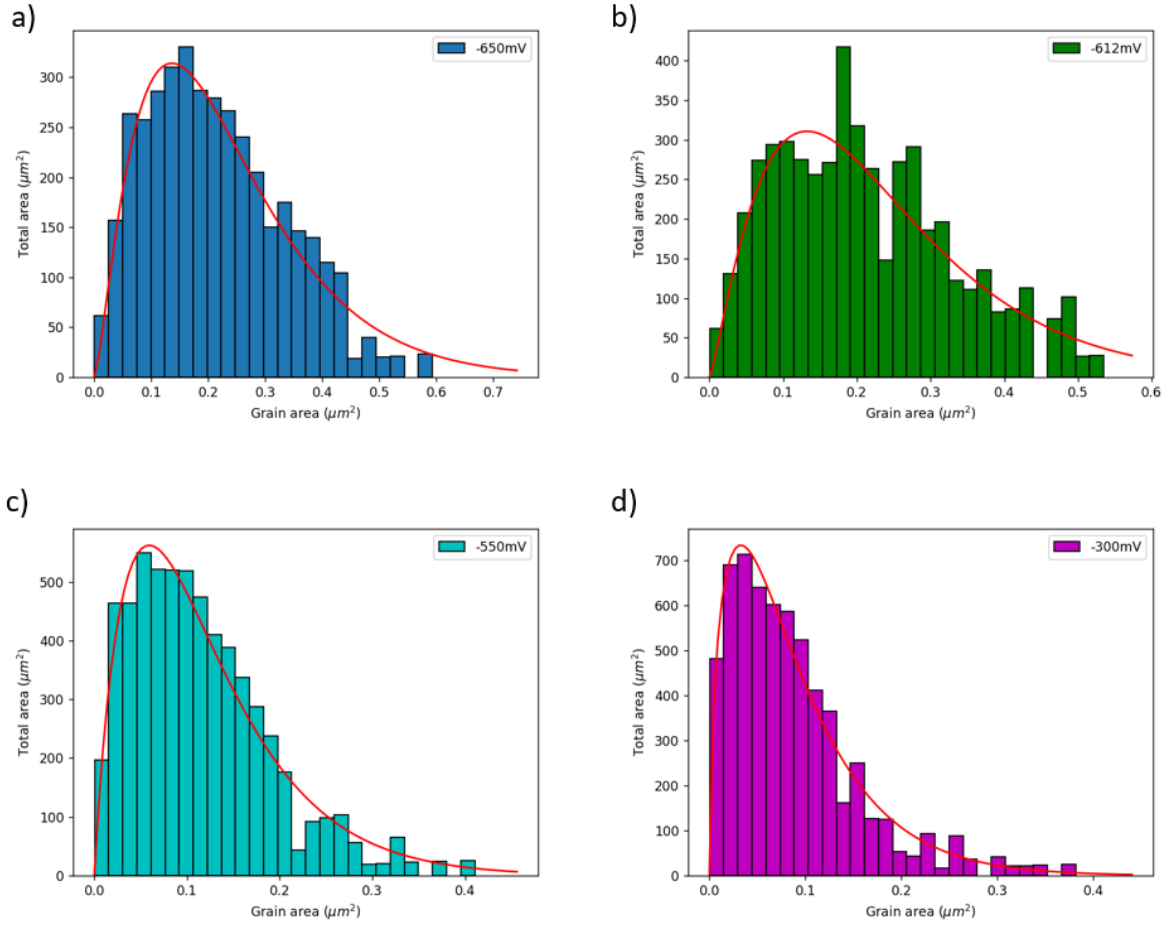 a)
-650mV
Total area (μm²)
300
250
200
150
100
50
0
0.0 0.1 0.2 0.3 0.4 0.5 0.6 0.7
Grain area (μm²)
b)
-612mV
Total area (μm²)
400
350
300
250
200
150
100
50
0
0.0 0.1 0.2 0.3 0.4 0.5 0.6
Grain area (μm²)
c)
-550mV
Total area (μm²)
500
400
300
200
100
0
0.0 0.1 0.2 0.3 0.4
Grain area (μm²)
d)
-300mV
Total area (μm²)
700
600
500
400
300
200
100
0
0.0 0.1 0.2 0.3 0.4
Grain area (μm²)